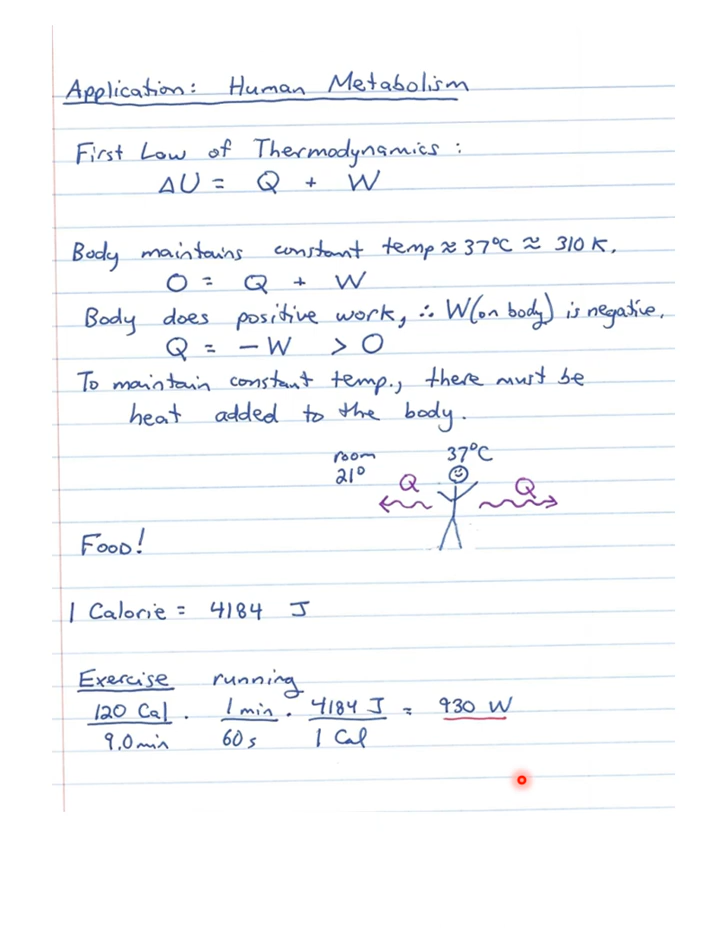 Application: Human Metabolism
First Law of Thermodynamics:
ΔU = Q + W
Body maintains constant temp ≈ 37°C ≈ 310 K.
0 = Q + W
Body does positive work, ∴ W(on body) is negative.
Q = -W > 0
To maintain constant temp., there must be
heat added to the body.
room 37°C
21°
Q Q
FOOD!
1 Calorie = 4184 J
Exercise running
120 Cal . 1 min . 4184 J = 930 W
9.0 min 60 s 1 Cal